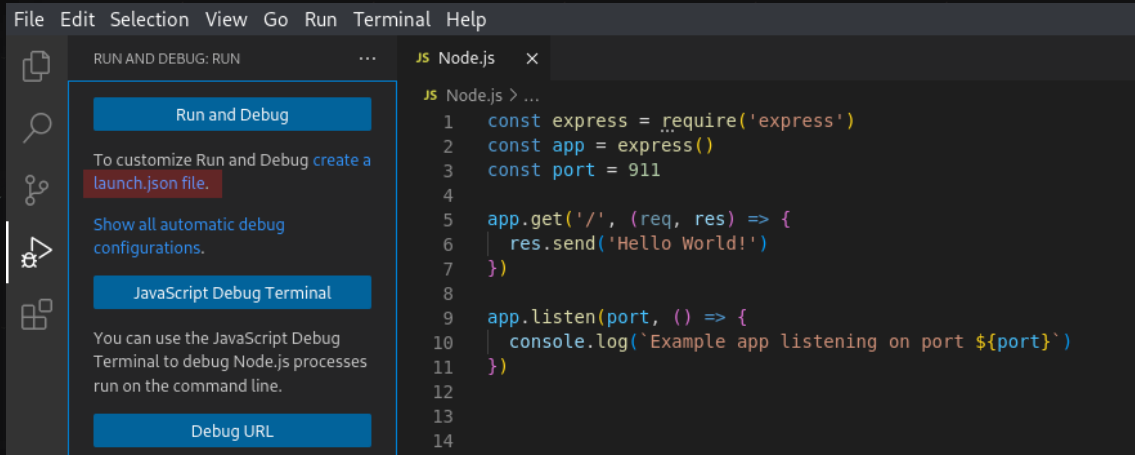 File Edit Selection View Go Run Terminal Help
RUN AND DEBUG: RUN ...
Run and Debug
To customize Run and Debug create a
launch.json file.
Show all automatic debug
configurations.
JavaScript Debug Terminal
You can use the JavaScript Debug
Terminal to debug Node.js processes
run on the command line.
Debug URL
JS Node.js ×
JS Node.js > ...
1 const express = require('express')
2 const app = express()
3 const port = 911
4
5 app.get('/', (req, res) => {
6 res.send('Hello World!')
7 })
8
9 app.listen(port, () => {
10 console.log(`Example app listening on port ${port}`)
11 })
12
13
14